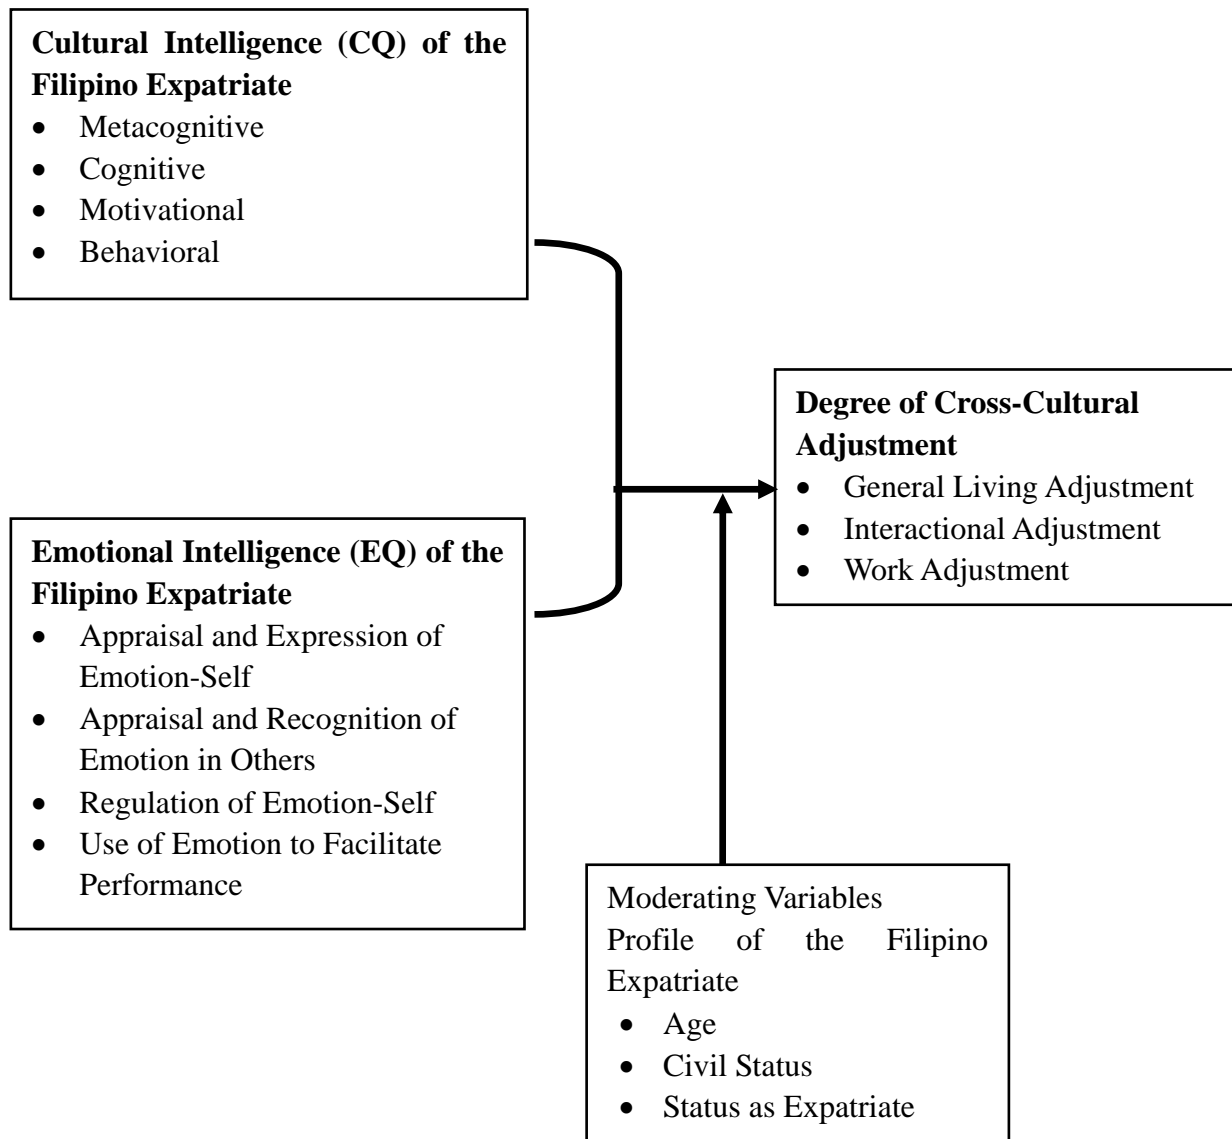 Cultural Intelligence (CQ) of the
Filipino Expatriate
• Metacognitive
• Cognitive
• Motivational
• Behavioral
Degree of Cross-Cultural
Adjustment
• General Living Adjustment
• Interactional Adjustment
• Work Adjustment
Emotional Intelligence (EQ) of the
Filipino Expatriate
• Appraisal and Expression of
Emotion-Self
• Appraisal and Recognition of
Emotion in Others
• Regulation of Emotion-Self
• Use of Emotion to Facilitate
Performance
Moderating Variables
Profile of the Filipino
Expatriate
• Age
• Civil Status
• Status as Expatriate